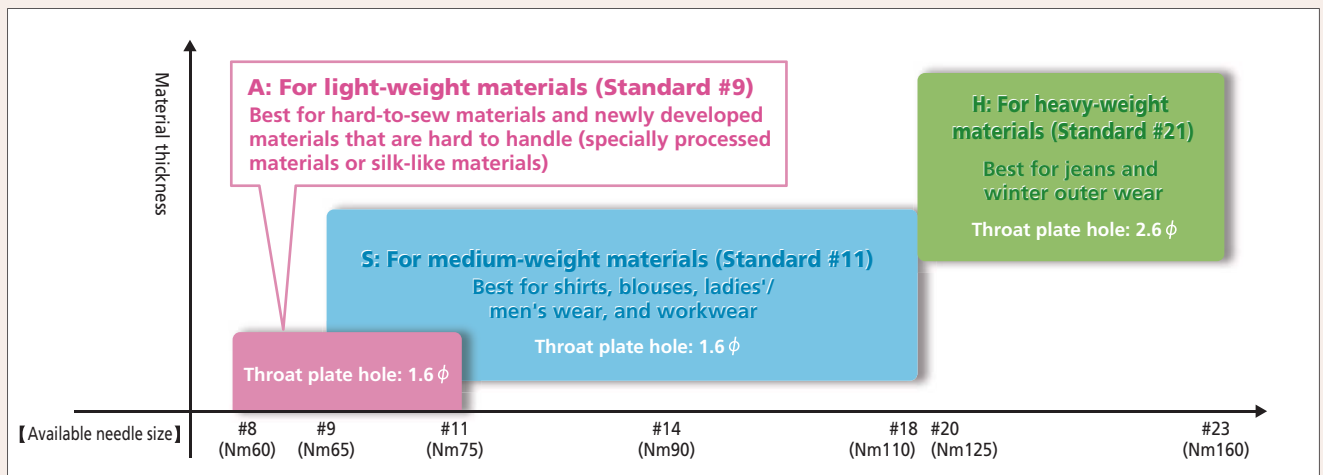 Material thickness
A: For light-weight materials (Standard #9)
Best for hard-to-sew materials and newly developed
materials that are hard to handle (specially processed
materials or silk-like materials)
H: For heavy-weight
materials (Standard #21)
Best for jeans and
winter outer wear
Throat plate hole: 2.6 ϕ
S: For medium-weight materials (Standard #11)
Best for shirts, blouses, ladies'/
men's wear, and workwear
Throat plate hole: 1.6 ϕ
Throat plate hole: 1.6 ϕ
【Available needle size】
#8 #9 #11 #14 #18 #20 #23
(Nm60) (Nm65) (Nm75) (Nm90) (Nm110) (Nm125) (Nm160)